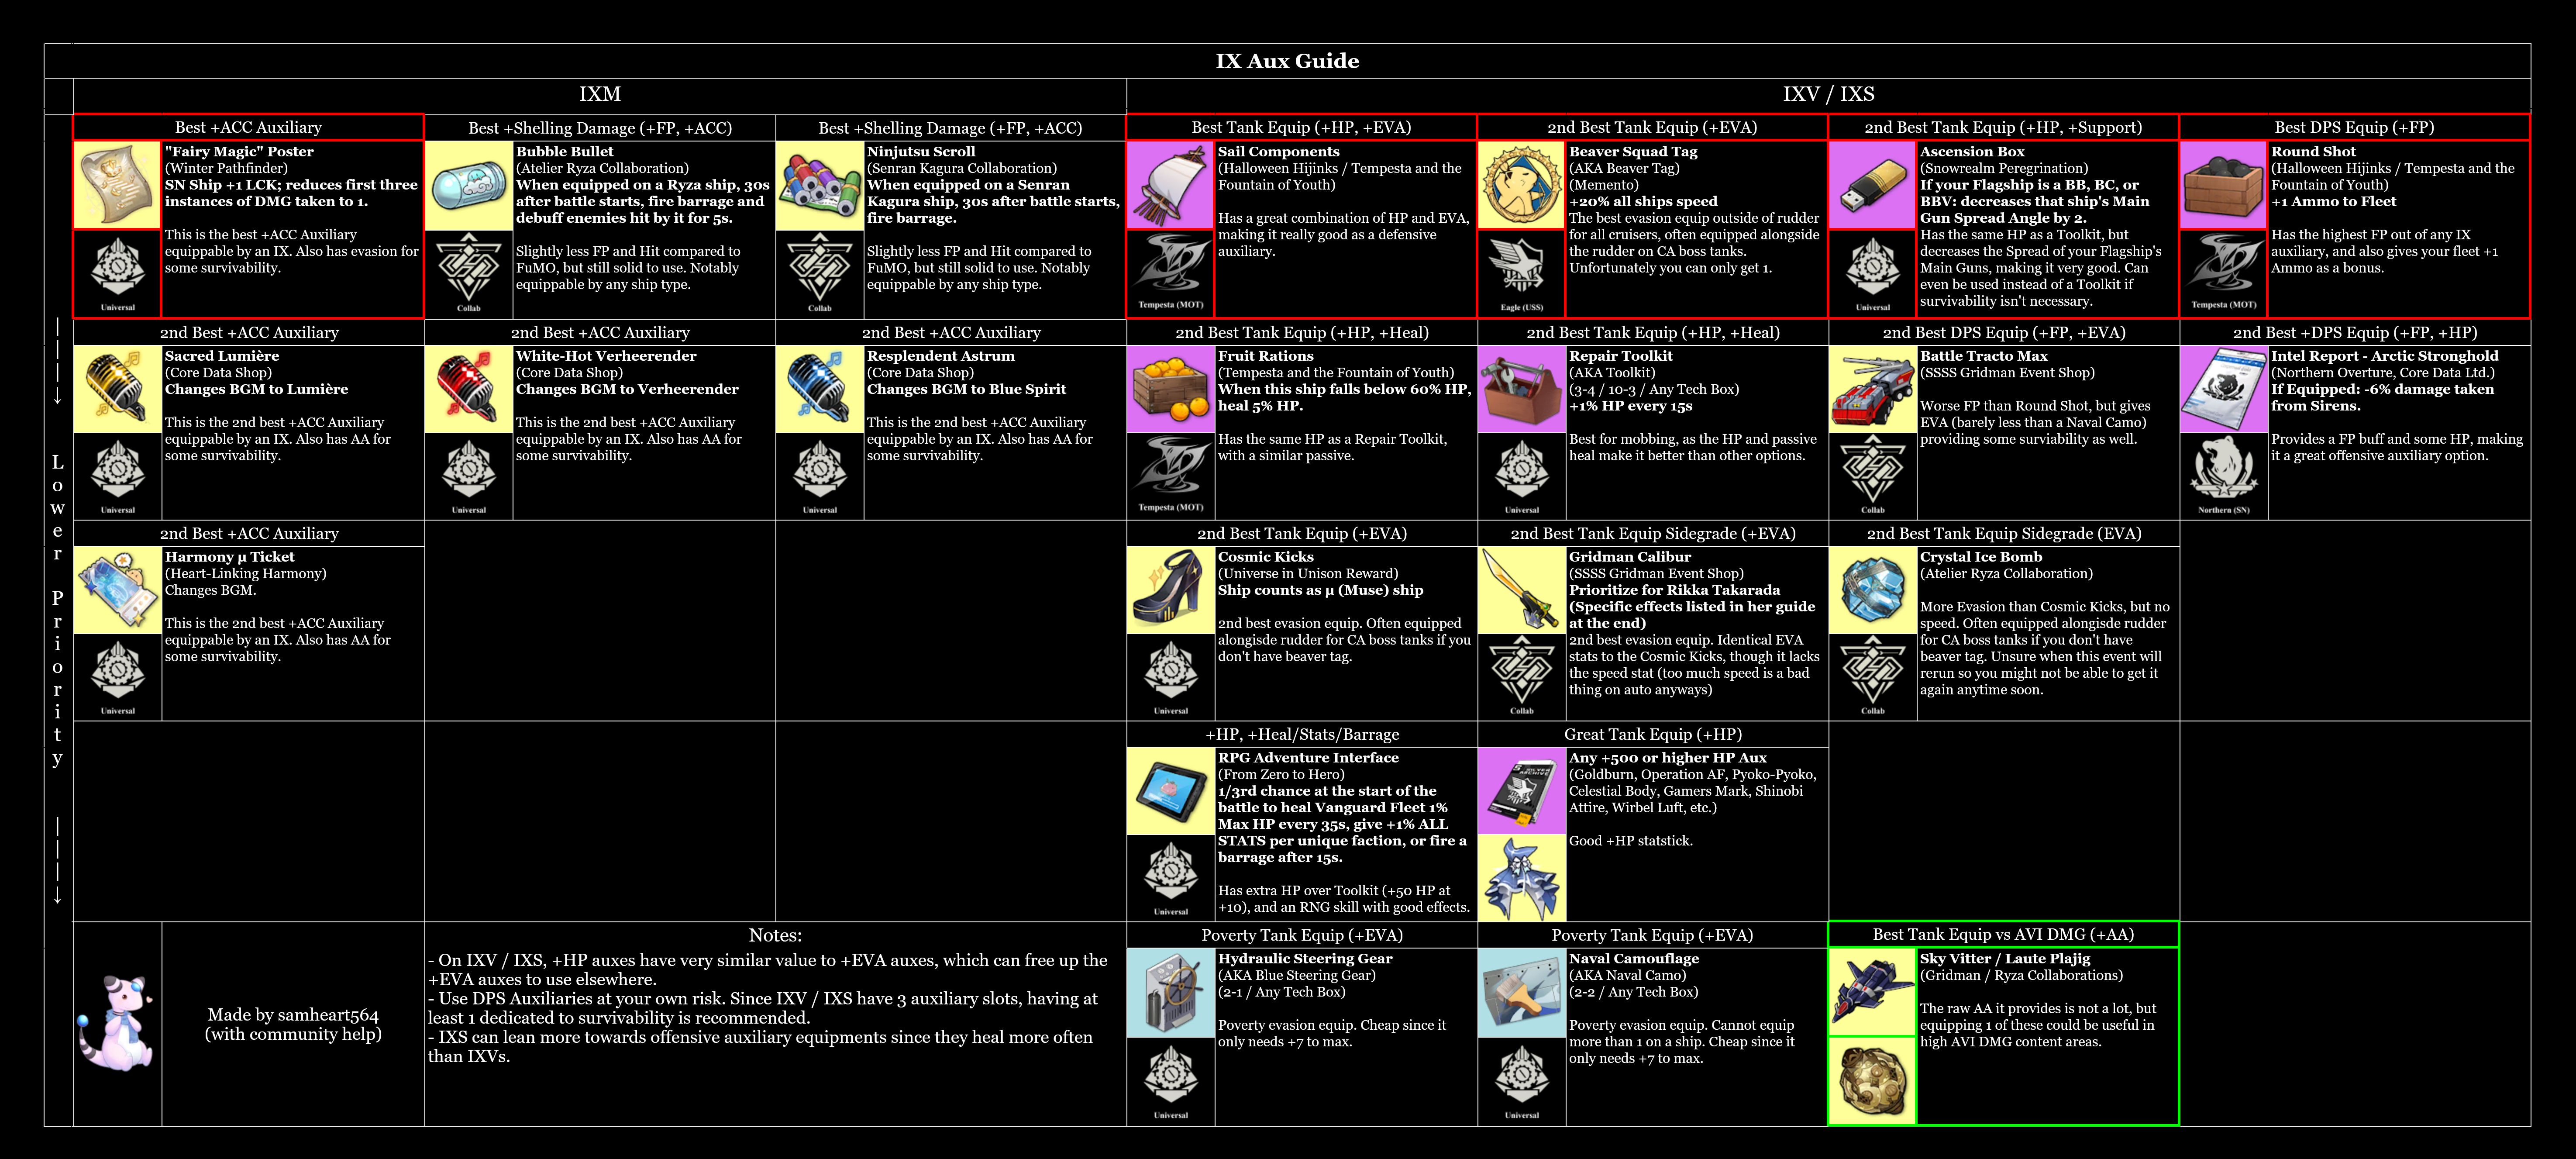 IX Aux Guide
IXM
IXV / IXS
Lower Priority
Best +ACC Auxiliary
"Fairy Magic" Poster
(Winter Pathfinder)
SN Ship +1 LCK; reduces first three
instances of DMG taken to 1.
This is the best +ACC Auxiliary
equippable by an IX. Also has evasion for
some survivability.
Universal
Best +Shelling Damage (+FP, +ACC)
Bubble Bullet
(Atelier Ryza Collaboration)
When equipped on a Ryza ship, 30s
after battle starts, fire barrage and
debuff enemies hit by it for 5s.
Slightly less FP and Hit compared to
FuMO, but still solid to use. Notably
equippable by any ship type.
Collab
Best +Shelling Damage (+FP, +ACC)
Ninjutsu Scroll
(Senran Kagura Collaboration)
When equipped on a Senran
Kagura ship, 30s after battle starts,
fire barrage.
Slightly less FP and Hit compared to
FuMO, but still solid to use. Notably
equippable by any ship type.
Collab
Best Tank Equip (+HP, +EVA)
Sail Components
(Halloween Hijinks / Tempesta and the
Fountain of Youth)
Has a great combination of HP and EVA,
making it really good as a defensive
auxiliary.
Tempesta (MOT)
2nd Best Tank Equip (+EVA)
Beaver Squad Tag
(AKA Beaver Tag)
(Memento)
+20% all ships speed
The best evasion equip outside of rudder
for all cruisers, often equipped alongside
the rudder on CA boss tanks.
Unfortunately you can only get 1.
Eagle (USS)
2nd Best Tank Equip (+HP, +Support)
Ascension Box
(Snowrealm Peregrination)
If your Flagship is a BB, BC, or
BBV: decreases that ship's Main
Gun Spread Angle by 2.
Has the same HP as a Toolkit, but
decreases the Spread of your Flagship's
Main Guns, making it very good. Can
even be used instead of a Toolkit if
survivability isn't necessary.
Universal
Best DPS Equip (+FP)
Round Shot
(Halloween Hijinks / Tempesta and the
Fountain of Youth)
+1 Ammo to Fleet
Has the highest FP out of any IX
auxiliary, and also gives your fleet +1
Ammo as a bonus.
Tempesta (MOT)
2nd Best +ACC Auxiliary
Sacred Lumière
(Core Data Shop)
Changes BGM to Lumière
This is the 2nd best +ACC Auxiliary
equippable by an IX. Also has AA for
some survivability.
Universal
2nd Best +ACC Auxiliary
White-Hot Verheerender
(Core Data Shop)
Changes BGM to Verheerender
This is the 2nd best +ACC Auxiliary
equippable by an IX. Also has AA for
some survivability.
Universal
2nd Best +ACC Auxiliary
Resplendent Astrum
(Core Data Shop)
Changes BGM to Blue Spirit
This is the 2nd best +ACC Auxiliary
equippable by an IX. Also has AA for
some survivability.
Universal
2nd Best Tank Equip (+HP, +Heal)
Fruit Rations
(Tempesta and the Fountain of Youth)
When this ship falls below 60% HP,
heal 5% HP.
Has the same HP as a Repair Toolkit,
with a similar passive.
Tempesta (MOT)
2nd Best Tank Equip (+HP, +Heal)
Repair Toolkit
(AKA Toolkit)
(3-4 / 10-3 / Any Tech Box)
+1% HP every 15s
Best for mobbing, as the HP and passive
heal make it better than other options.
Universal
2nd Best DPS Equip (+FP, +EVA)
Battle Tracto Max
(SSSS Gridman Event Shop)
Worse FP than Round Shot, but gives
EVA (barely less than a Naval Camo)
providing some surviability as well.
Collab
2nd Best +DPS Equip (+FP, +HP)
Intel Report - Arctic Stronghold
(Northern Overture, Core Data Ltd.)
If Equipped: -6% damage taken
from Sirens.
Provides a FP buff and some HP, making
it a great offensive auxiliary option.
Northern (SN)
2nd Best +ACC Auxiliary
Harmony μ Ticket
(Heart-Linking Harmony)
Changes BGM.
This is the 2nd best +ACC Auxiliary
equippable by an IX. Also has AA for
some survivability.
Universal
2nd Best Tank Equip (+EVA)
Cosmic Kicks
(Universe in Unison Reward)
Ship counts as μ (Muse) ship
2nd best evasion equip. Often equipped
alongisde rudder for CA boss tanks if you
don't have beaver tag.
Universal
2nd Best Tank Equip Sidegrade (+EVA)
Gridman Calibur
(SSSS Gridman Event Shop)
Prioritize for Rikka Takarada
(Specific effects listed in her guide
at the end)
2nd best evasion equip. Identical EVA
stats to the Cosmic Kicks, though it lacks
the speed stat (too much speed is a bad
thing on auto anyways)
Collab
2nd Best Tank Equip Sidegrade (EVA)
Crystal Ice Bomb
(Atelier Ryza Collaboration)
More Evasion than Cosmic Kicks, but no
speed. Often equipped alongisde rudder
for CA boss tanks if you don't have
beaver tag. Unsure when this event will
rerun so you might not be able to get it
again anytime soon.
Collab
+HP, +Heal/Stats/Barrage
RPG Adventure Interface
(From Zero to Hero)
1/3rd chance at the start of the
battle to heal Vanguard Fleet 1%
Max HP every 35s, give +1% ALL
STATS per unique faction, or fire a
barrage after 15s.
Has extra HP over Toolkit (+50 HP at
+10), and an RNG skill with good effects.
Universal
Great Tank Equip (+HP)
Any +500 or higher HP Aux
(Goldburn, Operation AF, Pyoko-Pyoko,
Celestial Body, Gamers Mark, Shinobi
Attire, Wirbel Luft, etc.)
Good +HP statstick.
Made by samheart564
(with community help)
Notes:
- On IXV / IXS, +HP auxes have very similar value to +EVA auxes, which can free up the
+EVA auxes to use elsewhere.
- Use DPS Auxiliaries at your own risk. Since IXV / IXS have 3 auxiliary slots, having at
least 1 dedicated to survivability is recommended.
- IXS can lean more towards offensive auxiliary equipments since they heal more often
than IXVs.
Poverty Tank Equip (+EVA)
Hydraulic Steering Gear
(AKA Blue Steering Gear)
(2-1 / Any Tech Box)
Poverty evasion equip. Cheap since it
only needs +7 to max.
Universal
Poverty Tank Equip (+EVA)
Naval Camouflage
(AKA Naval Camo)
(2-2 / Any Tech Box)
Poverty evasion equip. Cannot equip
more than 1 on a ship. Cheap since it
only needs +7 to max.
Universal
Best Tank Equip vs AVI DMG (+AA)
Sky Vitter / Laute Plajig
(Gridman / Ryza Collaborations)
The raw AA it provides is not a lot, but
equipping 1 of these could be useful in
high AVI DMG content areas.